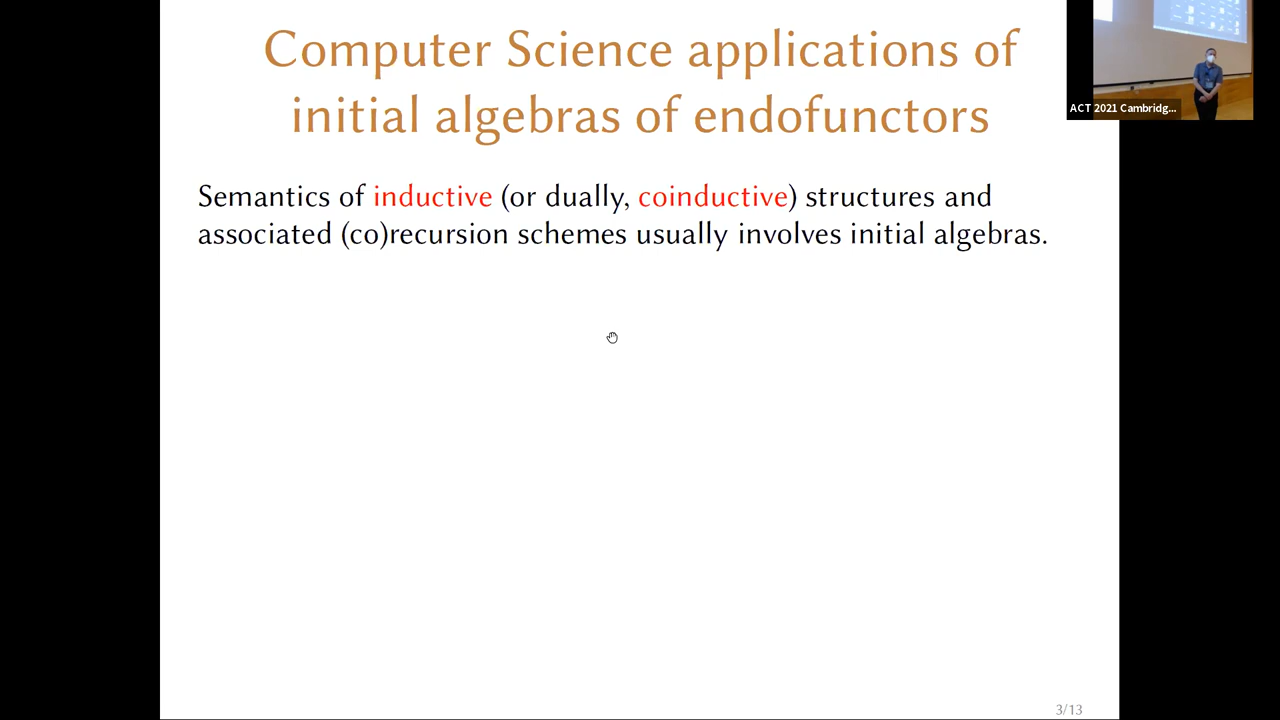 Computer Science applications of
initial algebras of endofunctors
Semantics of inductive (or dually, coinductive) structures and
associated (co)recursion schemes usually involves initial algebras.
ACT 2021 Cambridg...
3/13